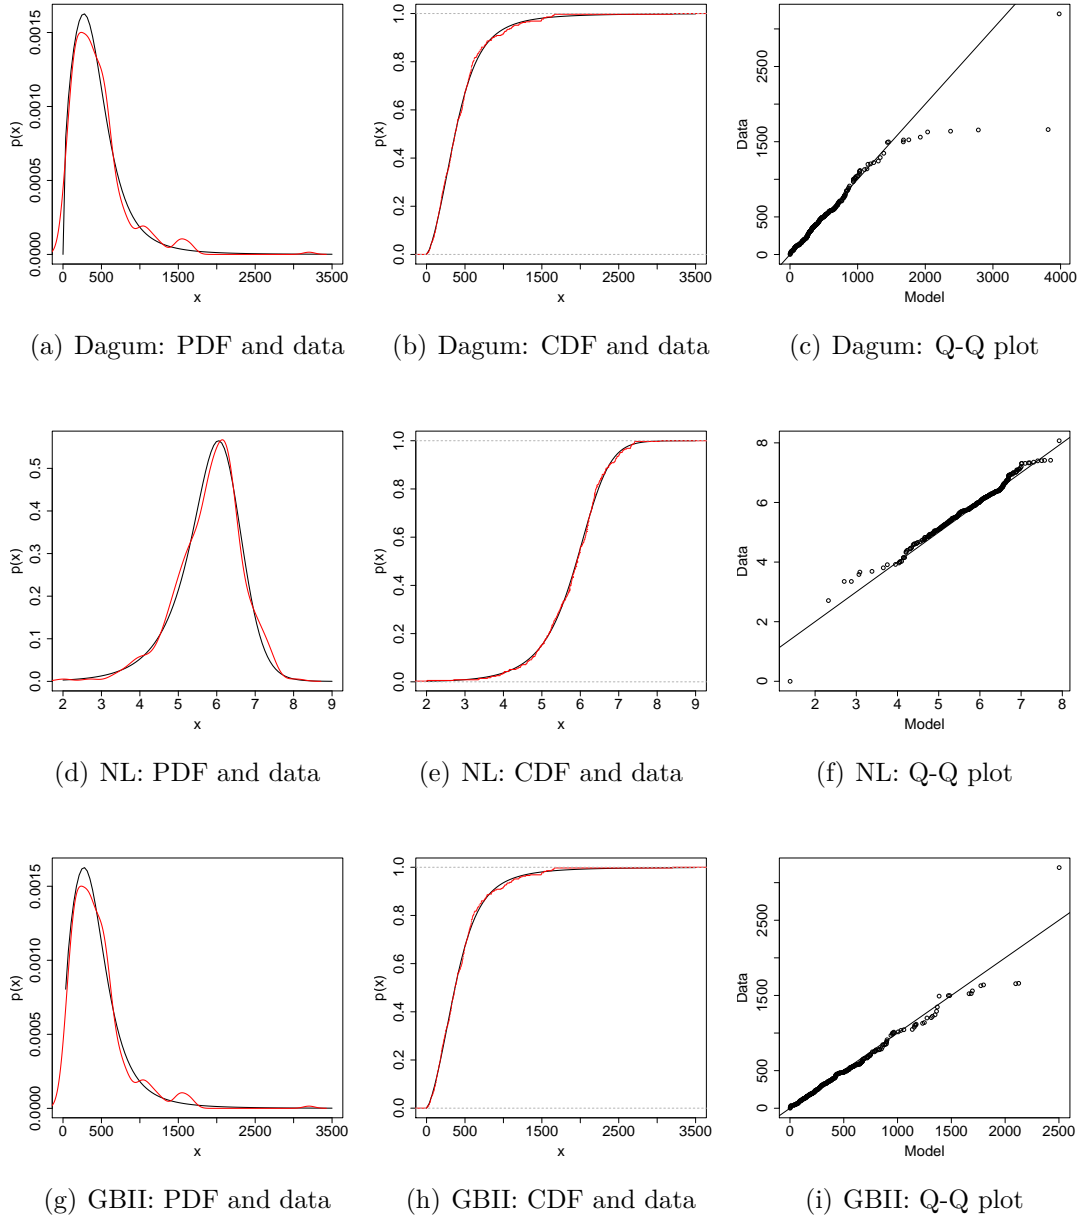 0.0000 0.0005 0.0010 0.0015
p(x)
0 500 1500 2500 3500
x
0.0 0.2 0.4 0.6 0.8 1.0
p(x)
0 500 1500 2500 3500
x
0 500 1500 2500
Data
0 1000 2000 3000 4000
Model
(a) Dagum: PDF and data
(b) Dagum: CDF and data
(c) Dagum: Q-Q plot
0.0 0.1 0.2 0.3 0.4 0.5
p(x)
2 3 4 5 6 7 8 9
x
0.0 0.2 0.4 0.6 0.8 1.0
p(x)
2 3 4 5 6 7 8 9
x
0 2 4 6 8
Data
2 3 4 5 6 7 8
Model
(d) NL: PDF and data
(e) NL: CDF and data
(f) NL: Q-Q plot
0.0000 0.0005 0.0010 0.0015
p(x)
0 500 1500 2500 3500
x
0.0 0.2 0.4 0.6 0.8 1.0
p(x)
0 500 1500 2500 3500
x
0 500 1500 2500
Data
0 500 1000 1500 2000 2500
Model
(g) GBII: PDF and data
(h) GBII: CDF and data
(i) GBII: Q-Q plot